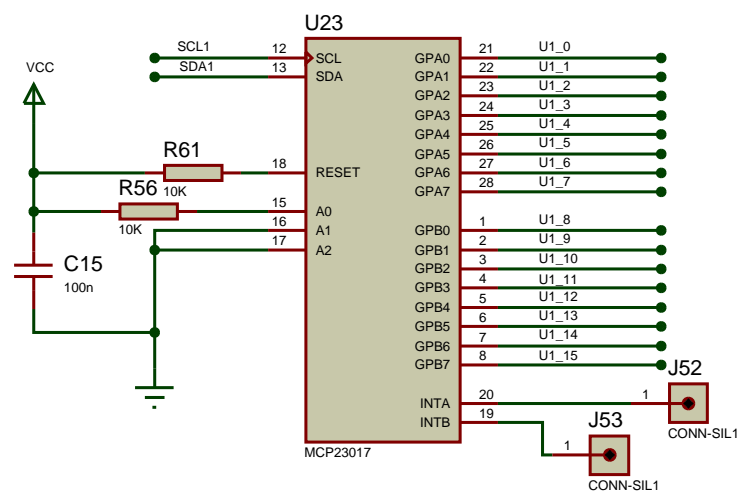 U23
SCL1 12 SCL GPA0 21 U1_0
SDA1 13 SDA GPA1 22 U1_1
VCC
GPA2 23 U1_2
GPA3 24 U1_3
GPA4 25 U1_4
GPA5 26 U1_5
R61 18 RESET GPA6 27 U1_6
10K
GPA7 28 U1_7
R56 15 A0
10K
16 A1 GPB0 1 U1_8
17 A2 GPB1 2 U1_9
C15
100n
GPB2 3 U1_10
GPB3 4 U1_11
GPB4 5 U1_12
GPB5 6 U1_13
GPB6 7 U1_14
GPB7 8 U1_15
J52
INTA 20 1
CONN-SIL1
INTB 19
J53
1
CONN-SIL1
MCP23017